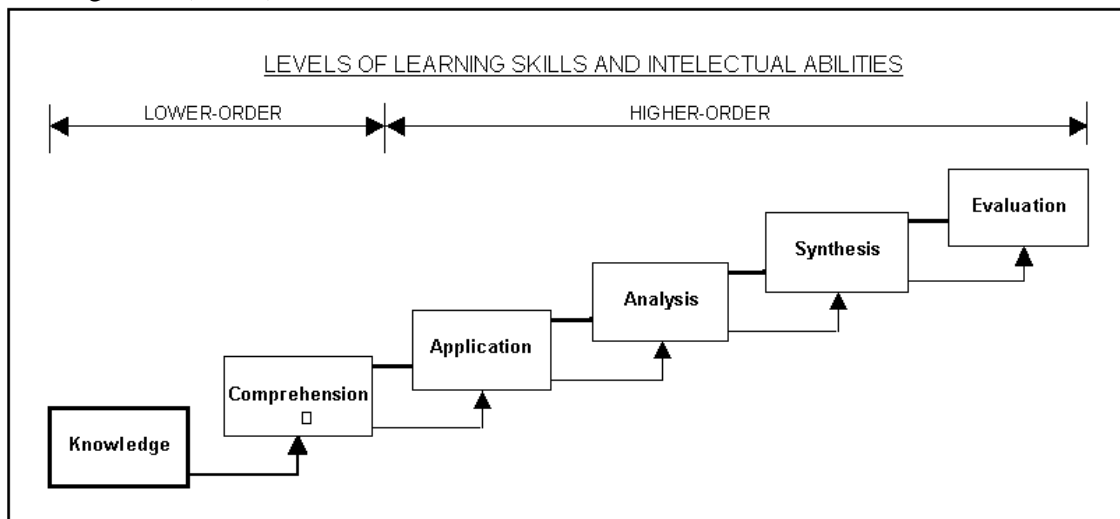 LEVELS OF LEARNING SKILLS AND INTELECTUAL ABILITIES
LOWER-ORDER
HIGHER-ORDER
Evaluation
Synthesis
Analysis
Application
Comprehension
Knowledge